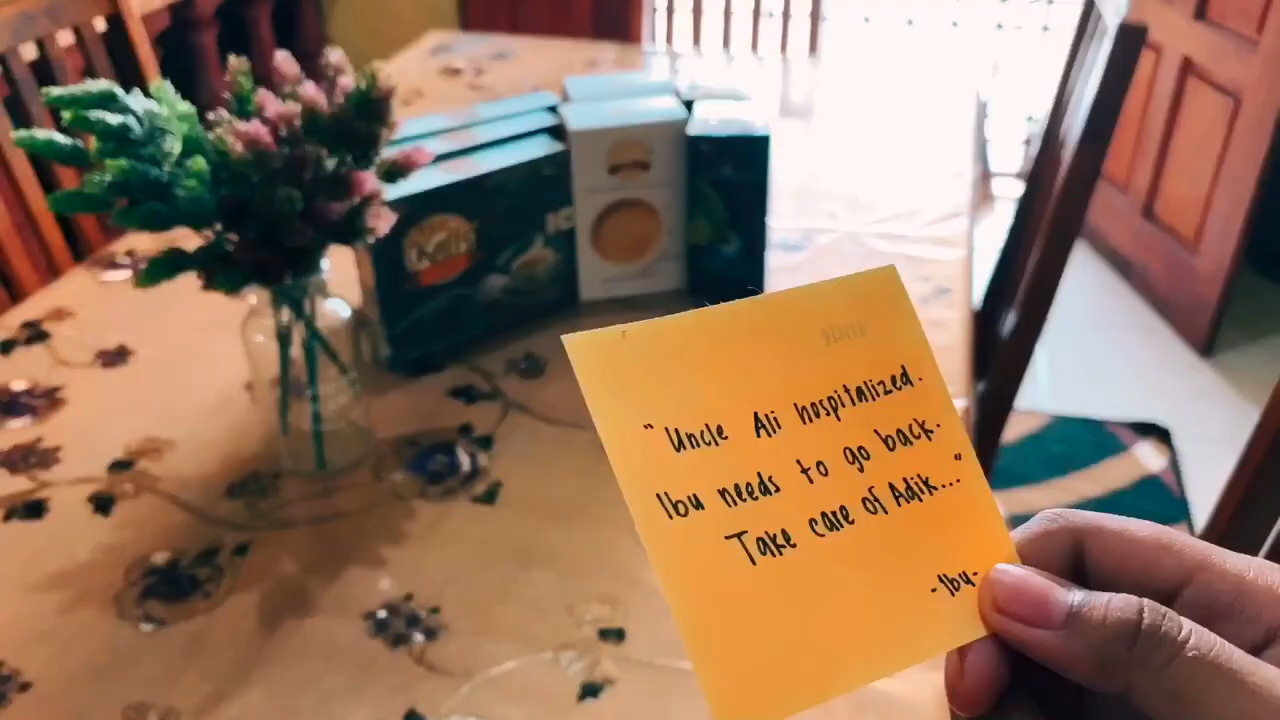 "Uncle Ali hospitalized.
Ibu needs to go back.
Take care of Adik..."
-Ibu-